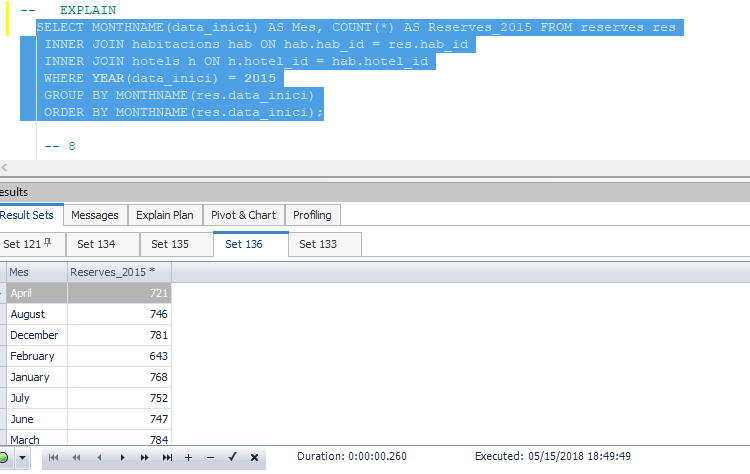 -- EXPLAIN
SELECT MONTHNAME(data_inici) AS Mes, COUNT(*) AS Reserves_2015 FROM reserves res
INNER JOIN habitacions hab ON hab.hab_id = res.hab_id
INNER JOIN hotels h ON h.hotel_id = hab.hotel_id
WHERE YEAR(data_inici) = 2015
GROUP BY MONTHNAME(res.data_inici)
ORDER BY MONTHNAME(res.data_inici);
-- 8
esults
Result Sets Messages Explain Plan Pivot & Chart Profiling
Set 121 Set 134 Set 135 Set 136 Set 133
Mes Reserves_2015 *
April 721
August 746
December 781
February 643
January 768
July 752
June 747
March 784
Duration: 0:00:00.260 Executed: 05/15/2018 18:49:49